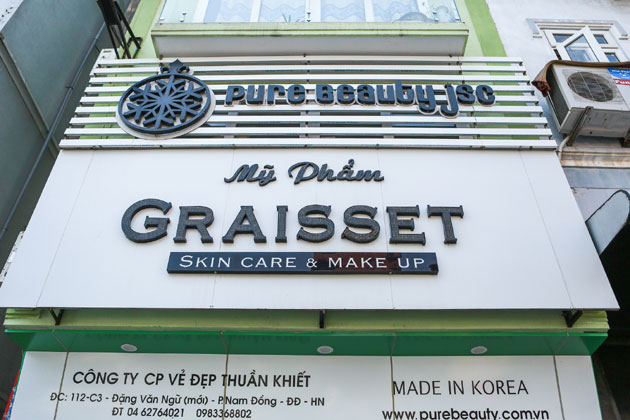 pure beauty.jsc
Mỹ Phẩm
GRAISSET
SKIN CARE & MAKE UP
CÔNG TY CP VẺ ĐẸP THUẦN KHIẾT
ĐC: 112-C3 - Đặng Văn Ngữ (mới) - P.Nam Đồng - ĐĐ - HN
ĐT 04 62764021 0983368802
MADE IN KOREA
www.purebeauty.com.vn